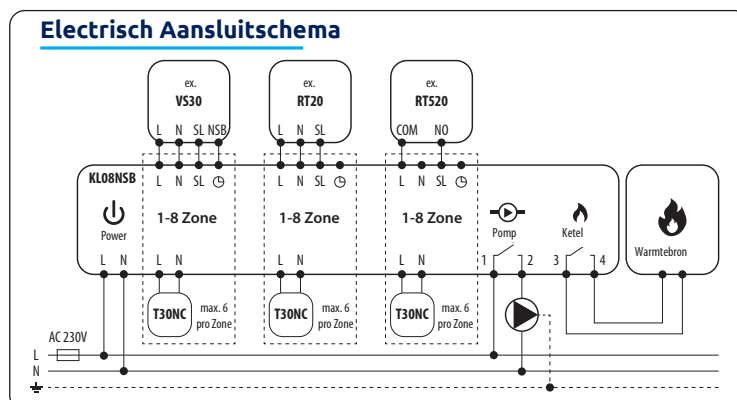 Electrisch Aansluitschema
ex. ex. ex.
VS30 RT20 RT520
L N SL NSB L N SL COM NO
KL08NSB
L N SL L N SL L N SL
1-8 Zone 1-8 Zone 1-8 Zone
Power Pomp Ketel Warmtebron
L N L N L N L N 1 2 3 4
T30NC max. 6 T30NC max. 6 T30NC max. 6
pro Zone pro Zone pro Zone
AC 230V
L
N